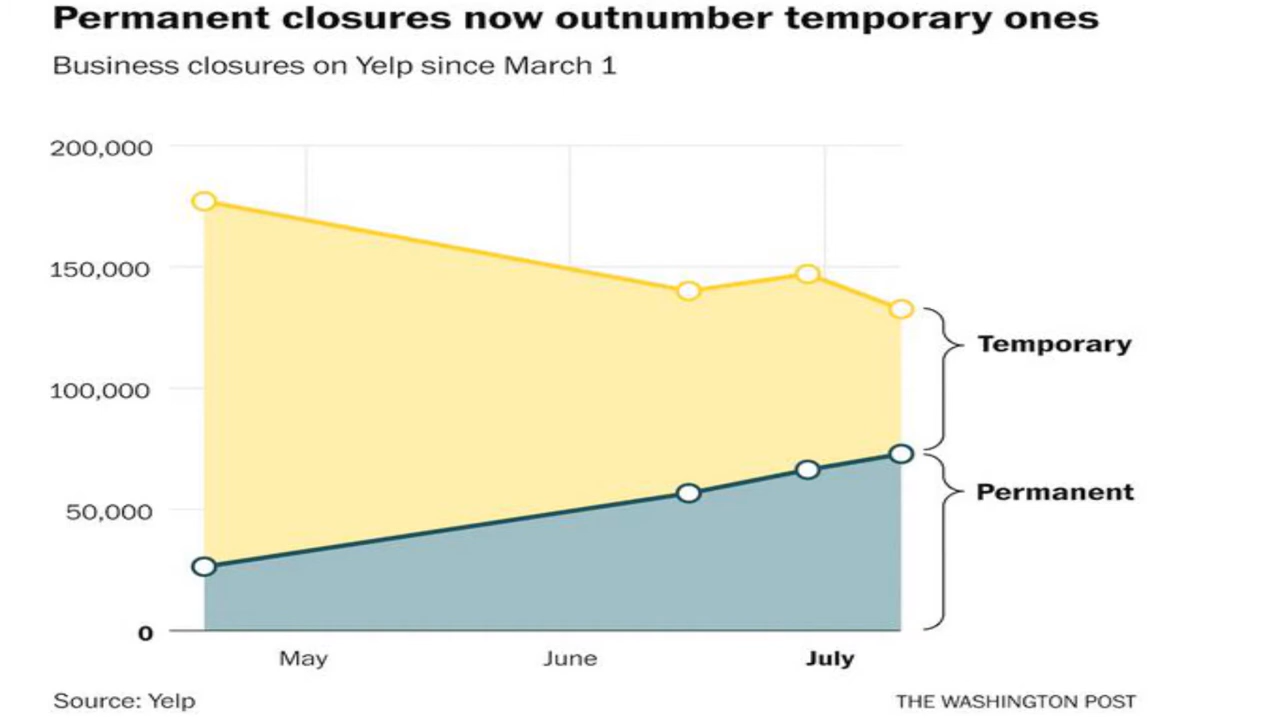 Permanent closures now outnumber temporary ones
Business closures on Yelp since March 1
200,000
150,000
100,000
50,000
0
Temporary
Permanent
May June July
Source: Yelp THE WASHINGTON POST